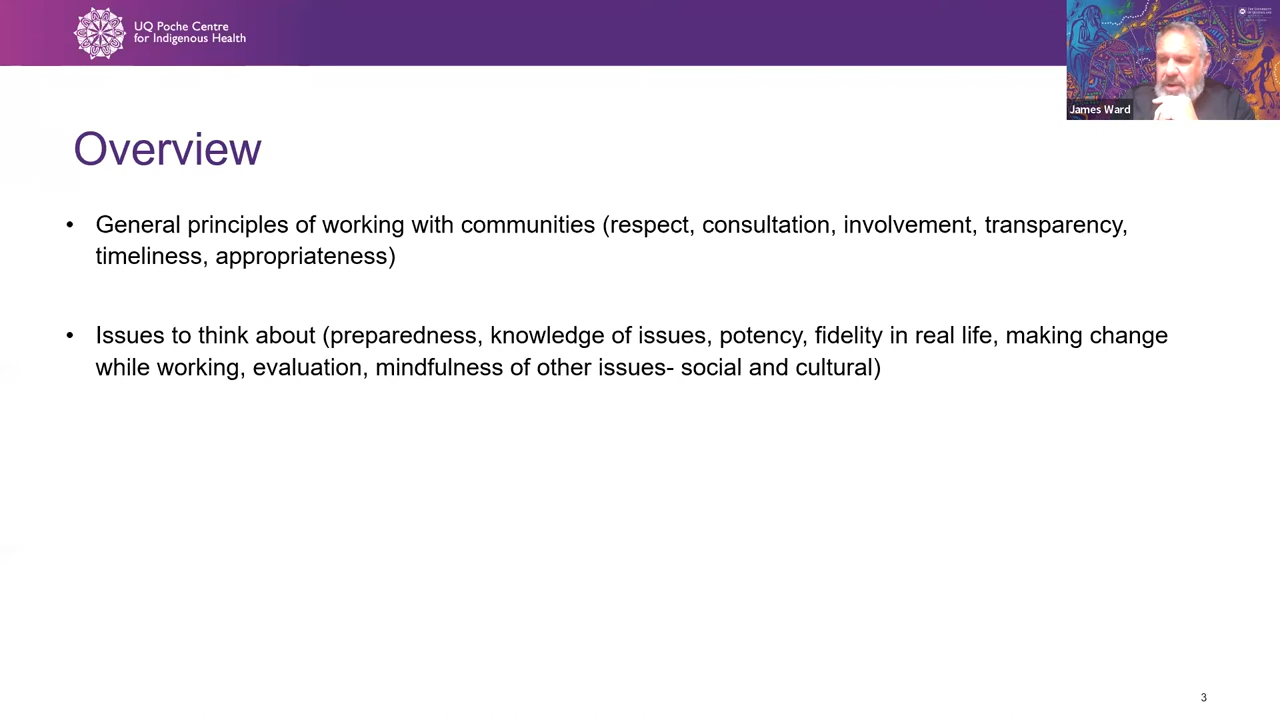 UQ Poche Centre
for Indigenous Health
James Ward
Overview
• General principles of working with communities (respect, consultation, involvement, transparency,
timeliness, appropriateness)
• Issues to think about (preparedness, knowledge of issues, potency, fidelity in real life, making change
while working, evaluation, mindfulness of other issues- social and cultural)
3